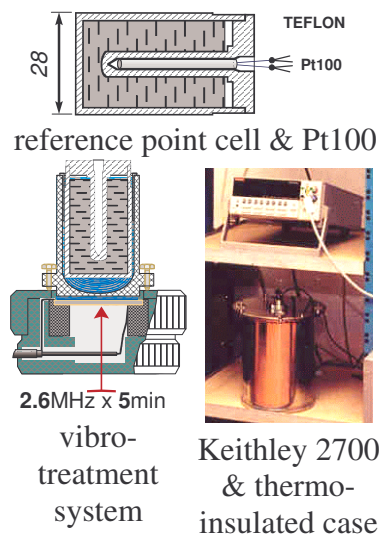 TEFLON
28
Pt100
reference point cell & Pt100
2.6MHz x 5min
vibro-
treatment
system
Keithley 2700
& thermo-
insulated case